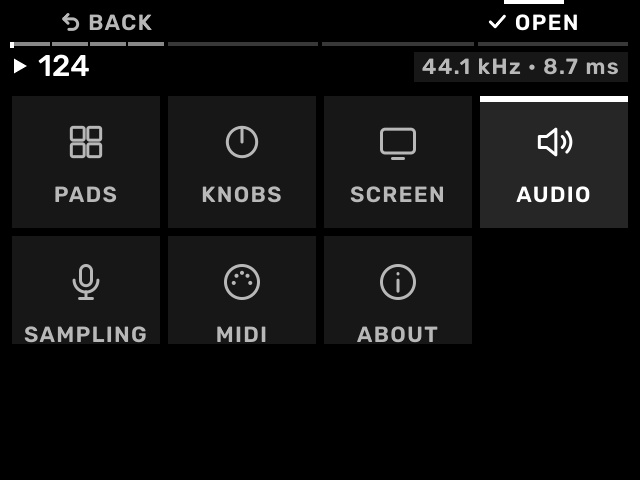 BACK
OPEN
124
44.1 kHz • 8.7 ms
PADS
KNOBS
SCREEN
AUDIO
SAMPLING
MIDI
ABOUT